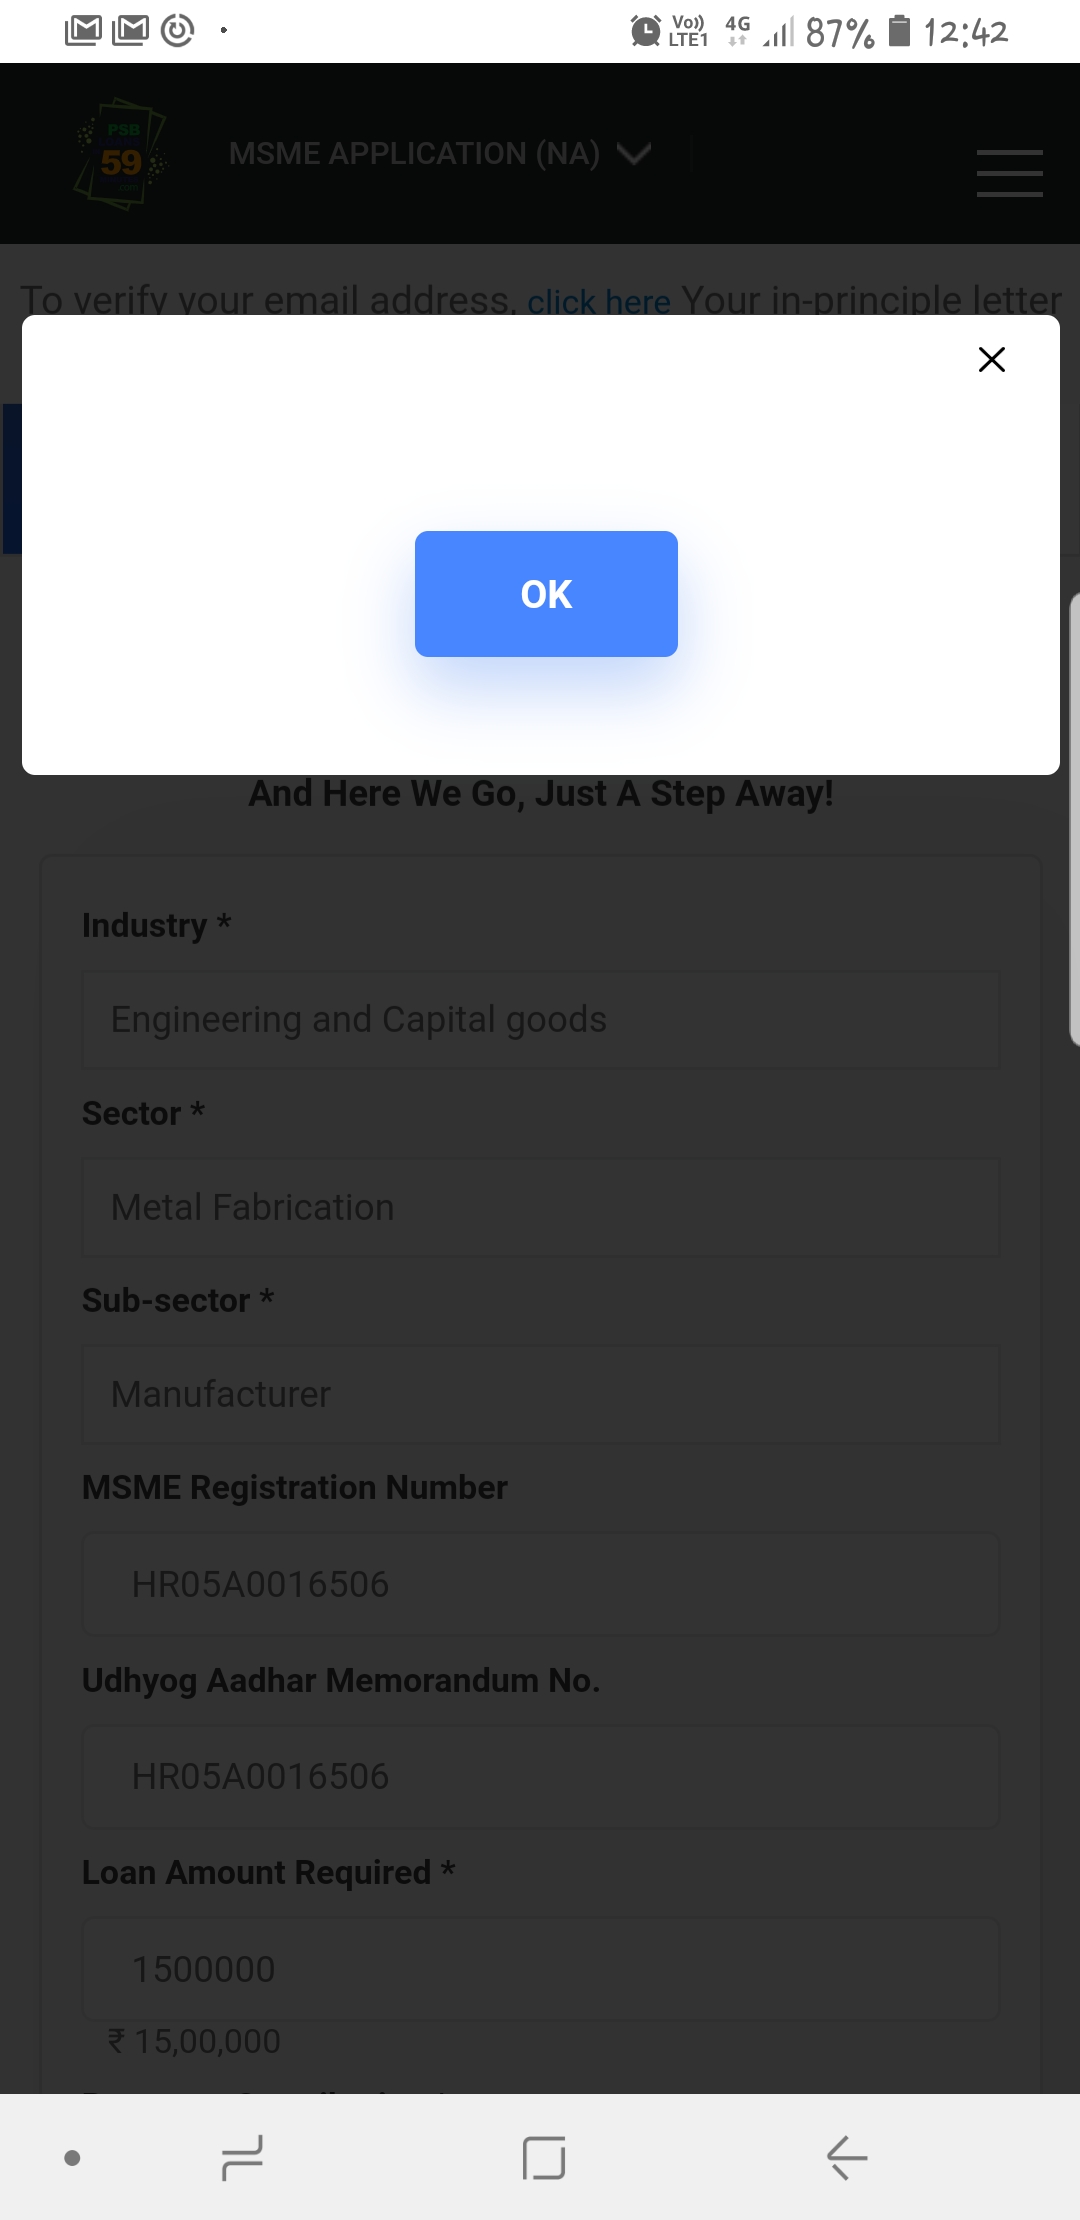 Vo)) LTE1 4G 87% 12:42
PSB
59
.com
MSME APPLICATION (NA)
To verify your email address, click here Your in-principle letter
OK
And Here We Go, Just A Step Away!
Industry *
Engineering and Capital goods
Sector *
Metal Fabrication
Sub-sector *
Manufacturer
MSME Registration Number
HR05A0016506
Udhyog Aadhar Memorandum No.
HR05A0016506
Loan Amount Required *
1500000
₹ 15,00,000